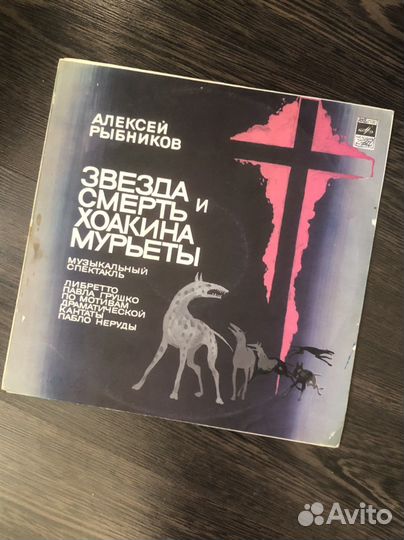 АЛЕКСЕЙ
РЫБНИКОВ
ЗВЕЗДА
И СМЕРТЬ
ХОАКИНА
МУРЬЕТЫ
МУЗЫКАЛЬНЫЙ
СПЕКТАКЛЬ
ЛИБРЕТТО
ПАВЛА ГРУШКО
ПО МОТИВАМ
ДРАМАТИЧЕСКОЙ
КАНТАТЫ
ПАБЛО НЕРУДЫ
Avito